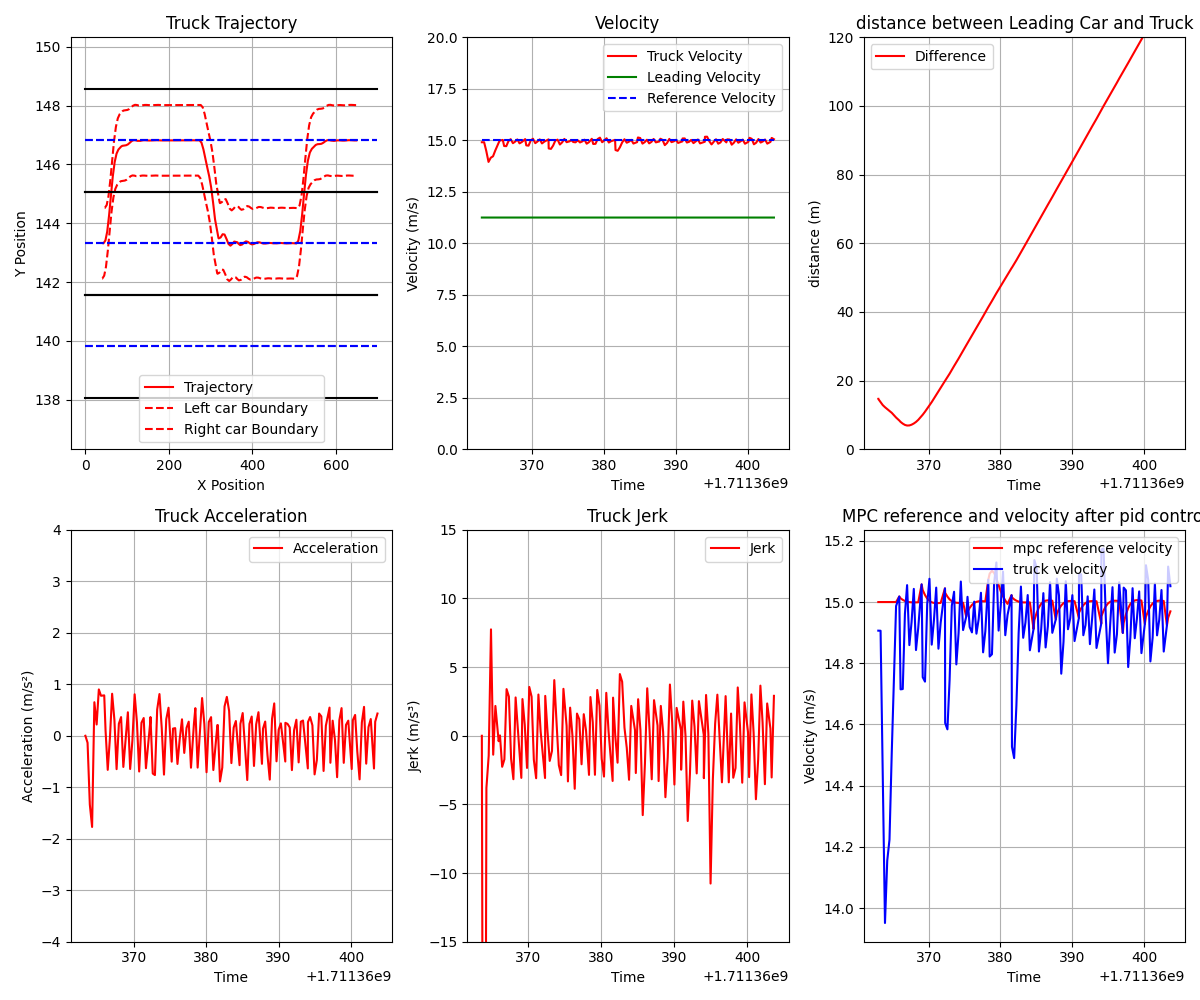 Truck Trajectory
Y Position
150
148
146
144
142
140
138
Trajectory
Left car Boundary
Right car Boundary
0 200 400 600
X Position
Velocity
Velocity (m/s)
20.0
17.5
15.0
12.5
10.0
7.5
5.0
2.5
0.0
Truck Velocity
Leading Velocity
Reference Velocity
370 380 390 400
Time
+1.71136e9
distance between Leading Car and Truck
distance (m)
120
100
80
60
40
20
0
Difference
370 380 390 400
Time
+1.71136e9
Truck Acceleration
Acceleration (m/s²)
4
3
2
1
0
−1
−2
−3
−4
Acceleration
370 380 390 400
Time
+1.71136e9
Truck Jerk
Jerk (m/s³)
15
10
5
0
−5
−10
−15
Jerk
370 380 390 400
Time
+1.71136e9
MPC reference and velocity after pid contro
Velocity (m/s)
15.2
15.0
14.8
14.6
14.4
14.2
14.0
mpc reference velocity
truck velocity
370 380 390 400
Time
+1.71136e9